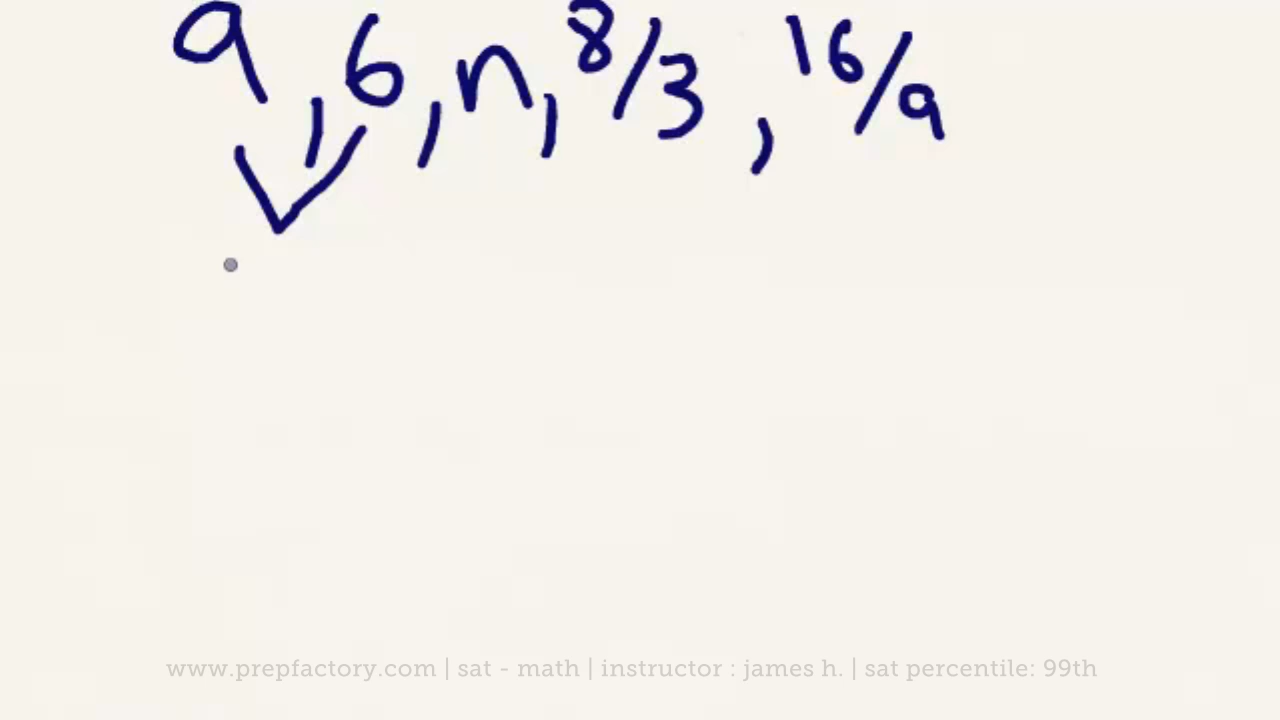 9, 6, n, 8/3, 16/9
www.prepfactory.com | sat - math | instructor : james h. | sat percentile: 99th